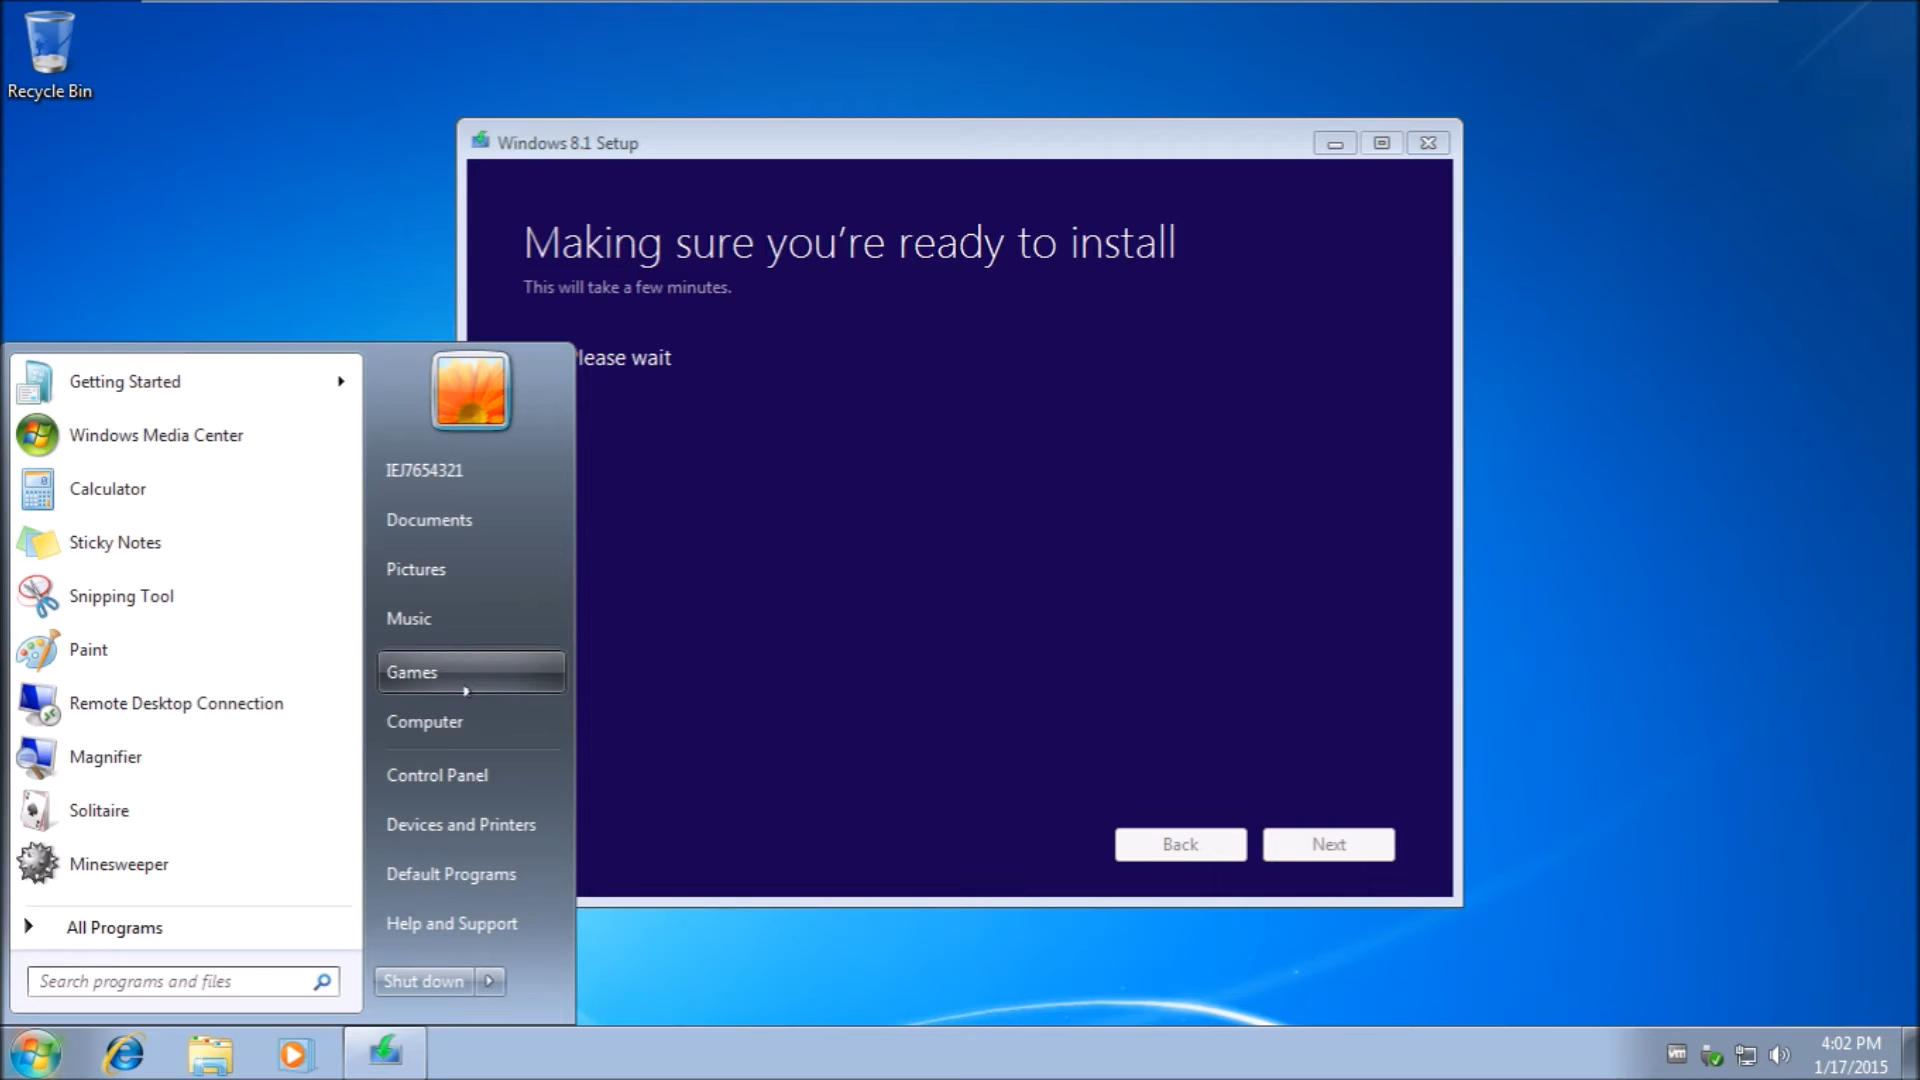 Recycle Bin
Windows 8.1 Setup
Making sure you're ready to install
This will take a few minutes.
lease wait
Back
Next
Getting Started
Windows Media Center
Calculator
Sticky Notes
Snipping Tool
Paint
Remote Desktop Connection
Magnifier
Solitaire
Minesweeper
All Programs
Search programs and files
IEJ7654321
Documents
Pictures
Music
Games
Computer
Control Panel
Devices and Printers
Default Programs
Help and Support
Shut down
vm
4:02 PM
1/17/2015